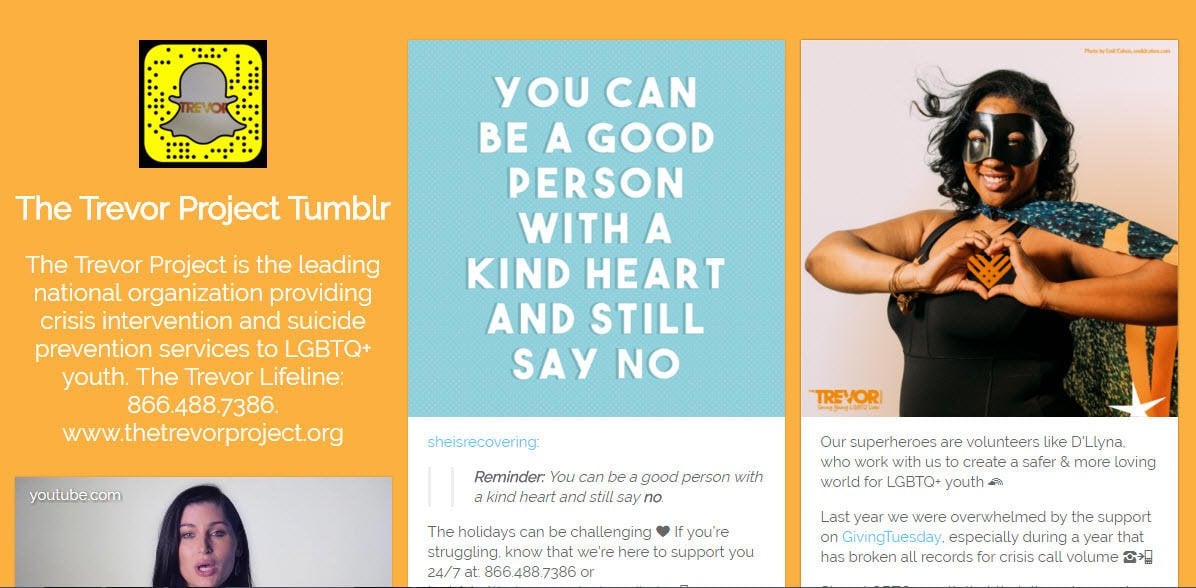 TREVOR
The Trevor Project Tumblr
The Trevor Project is the leading
national organization providing
crisis intervention and suicide
prevention services to LGBTQ+
youth. The Trevor Lifeline:
866.488.7386.
www.thetrevorproject.org
youtube.com
YOU CAN
BE A GOOD
PERSON
WITH A
KIND HEART
AND STILL
SAY NO
sheisrecovering:
Reminder: You can be a good person with
a kind heart and still say no.
The holidays can be challenging ♥ If you're
struggling, know that we're here to support you
24/7 at: 866.488.7386 or
Photo by
TREVOR
Saving Young LGBTQ Lives
Our superheroes are volunteers like D'Llyna,
who work with us to create a safer & more loving
world for LGBTQ+ youth
Last year we were overwhelmed by the support
on GivingTuesday, especially during a year that
has broken all records for crisis call volume